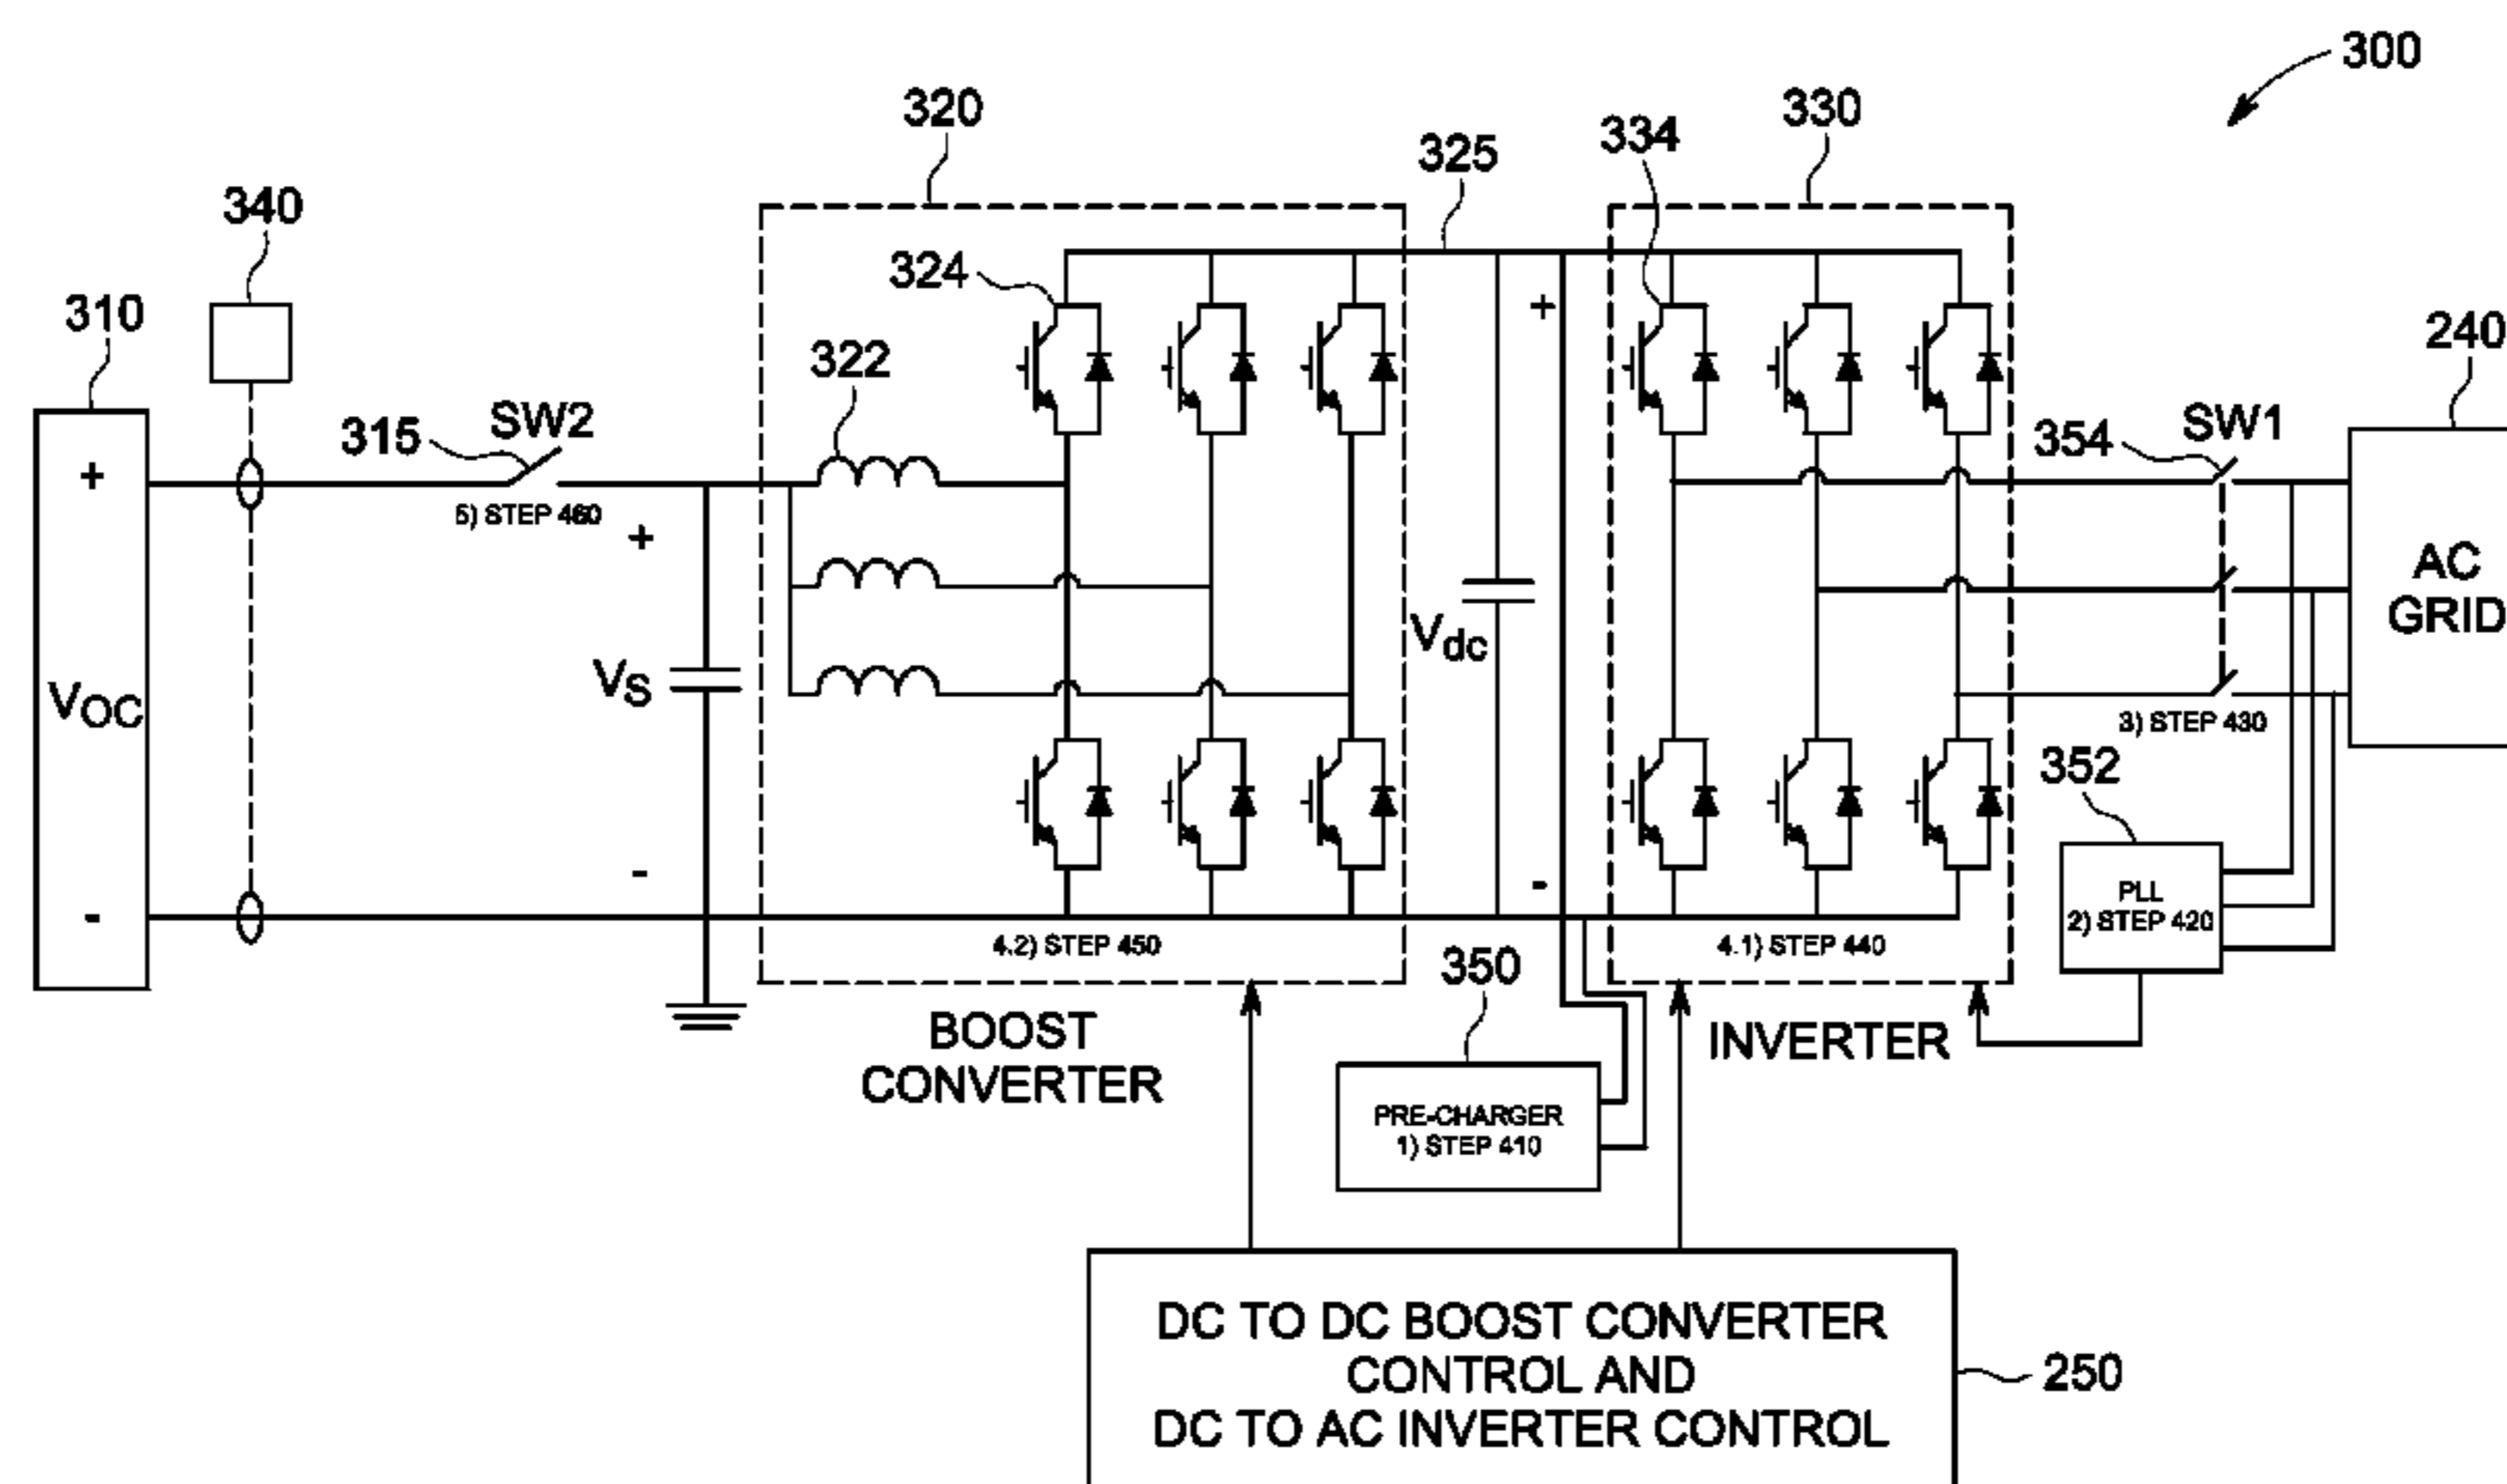 300
320
330
334
325
340
324
310
240
322
SW2
315
SW1
354
+
+
5) STEP 460
+
AC
GRID
Vdc
VS
VOC
3) STEP 430
352
-
-
PLL
2) STEP 420
-
4.2) STEP 450
4.1) STEP 440
350
BOOST
CONVERTER
INVERTER
PRE-CHARGER
1) STEP 410
DC TO DC BOOST CONVERTER
CONTROL AND
DC TO AC INVERTER CONTROL
250